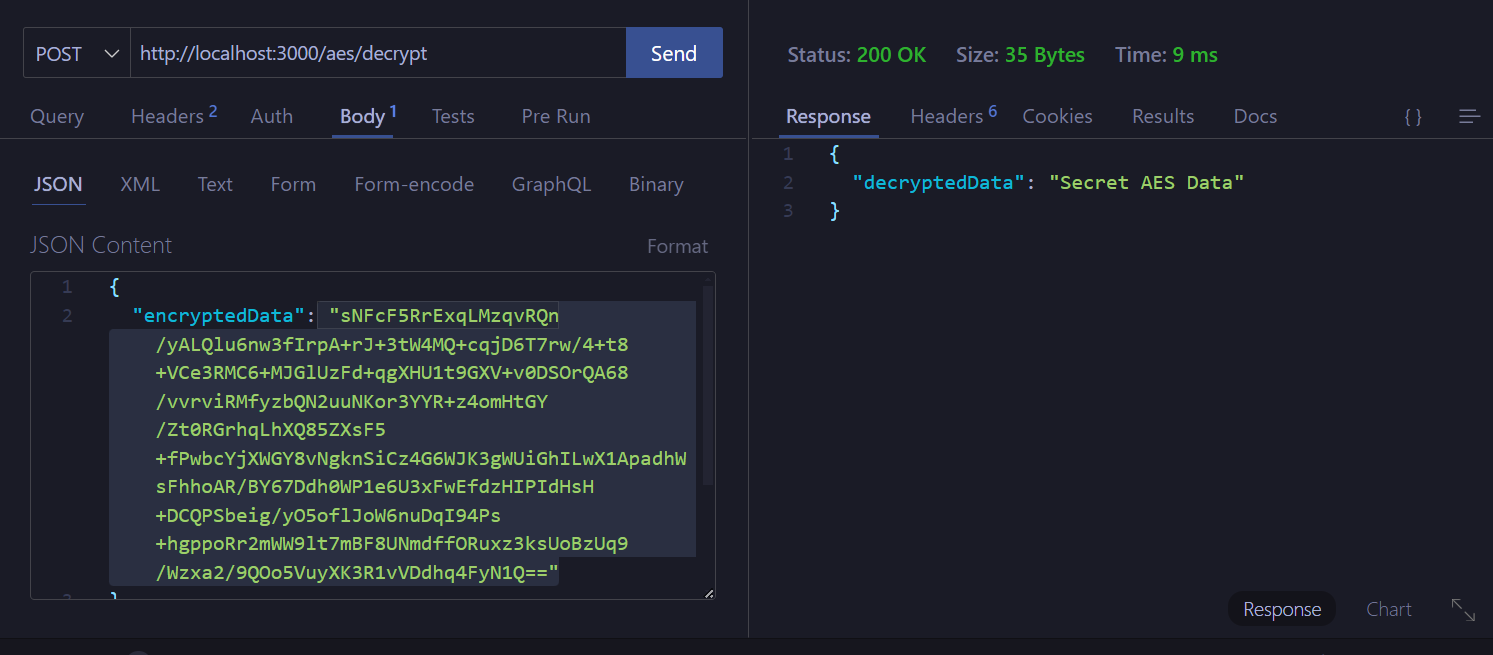 POST http://localhost:3000/aes/decrypt Send
Query Headers 2 Auth Body 1 Tests Pre Run
JSON XML Text Form Form-encode GraphQL Binary
JSON Content Format
1 {
2 "encryptedData": "sNFcF5RrExqLMzqvRQn
/yALQlu6nw3fIrpA+rJ+3tW4MQ+cqjD6T7rw/4+t8
+VCe3RMC6+MJGlUzFd+qgXHU1t9GXV+v0DSOrQA68
/vvrviRMfyzbQN2uuNKor3YYR+z4omHtGY
/Zt0RGrhqLhXQ85ZXsF5
+fPwbcYjXWGY8vNgknSiCz4G6WJK3gWUiGhILwX1ApadhW
sFhhoAR/BY67Ddh0WP1e6U3xFwEfdzHIPIdHsH
+DCQPSbeig/yO5oflJoW6nuDqI94Ps
+hgppoRr2mWW9lt7mBF8UNmdffORuxz3ksUoBzUq9
/Wzxa2/9QOo5VuyXK3R1vVDdhq4FyN1Q=="
Status: 200 OK Size: 35 Bytes Time: 9 ms
Response Headers 6 Cookies Results Docs { }
1 {
2 "decryptedData": "Secret AES Data"
3 }
Response Chart